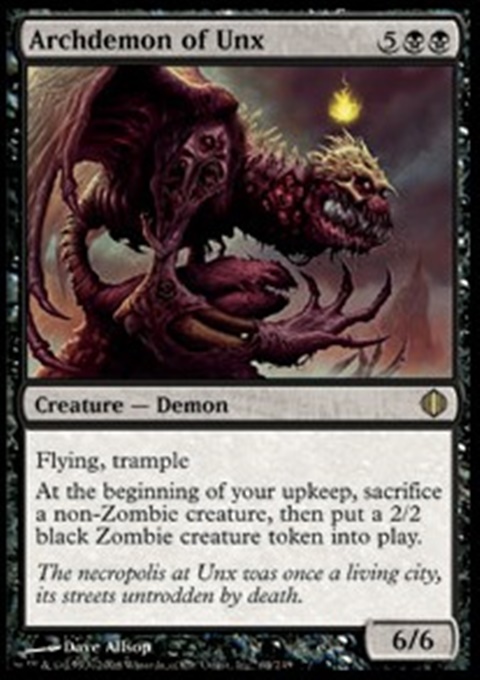 Archdemon of Unx 5
Creature — Demon
Flying, trample
At the beginning of your upkeep, sacrifice
a non-Zombie creature, then put a 2/2
black Zombie creature token into play.
The necropolis at Unx was once a living city,
its streets untrodden by death.
Dave Allsop
6/6